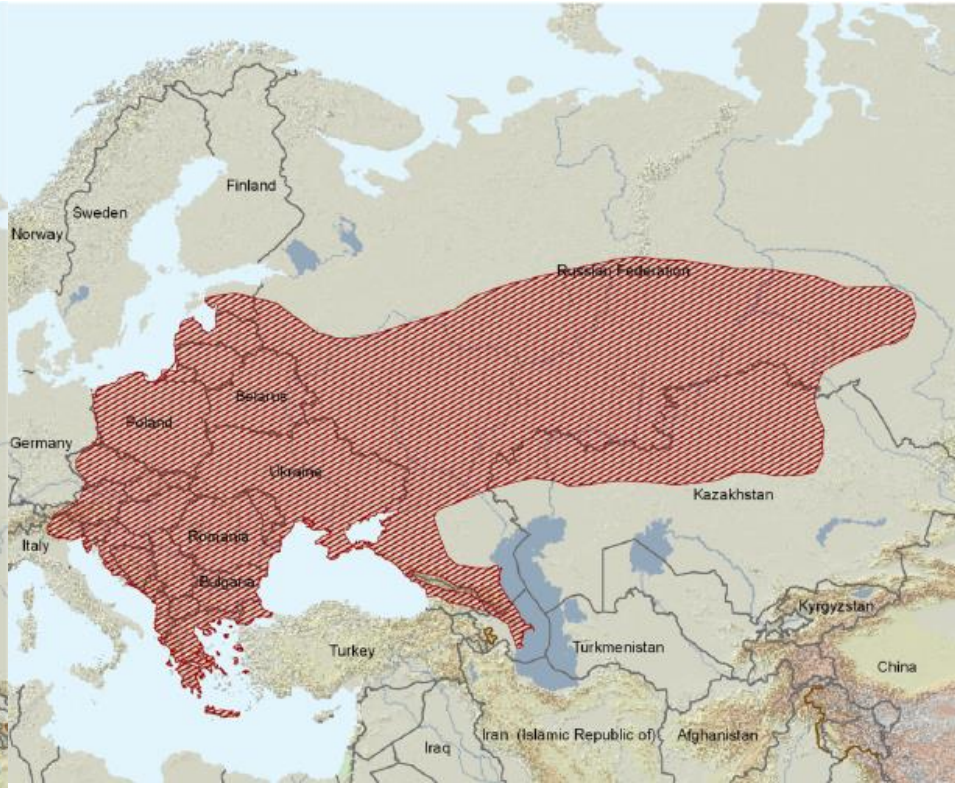 Finland
Sweden
Norway
Russian Federation
Belarus
Poland
Germany
Ukraine
Kazakhstan
Romania
Italy
Bulgaria
Kyrgyzstan
Turkey
Turkmenistan
China
Iraq
Iran (Islamic Republic of)
Afghanistan